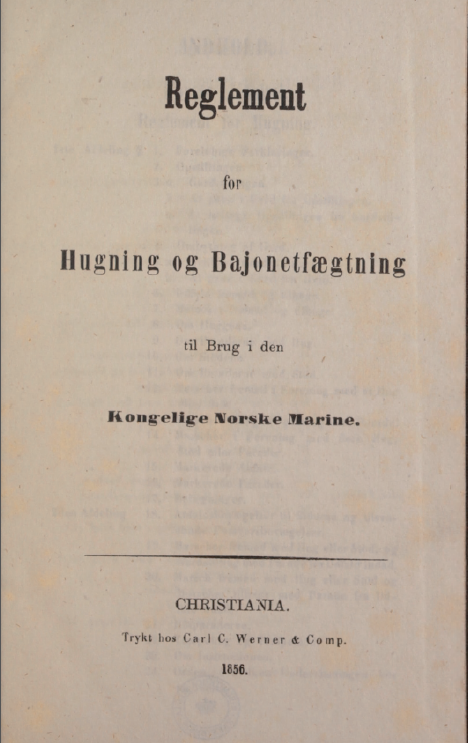 Reglement
for
Hugning og Bajonetfægtning
til Brug i den
Kongelige Norske Marine.
CHRISTIANIA.
Trykt hos Carl C. Werner & Comp.
1856.